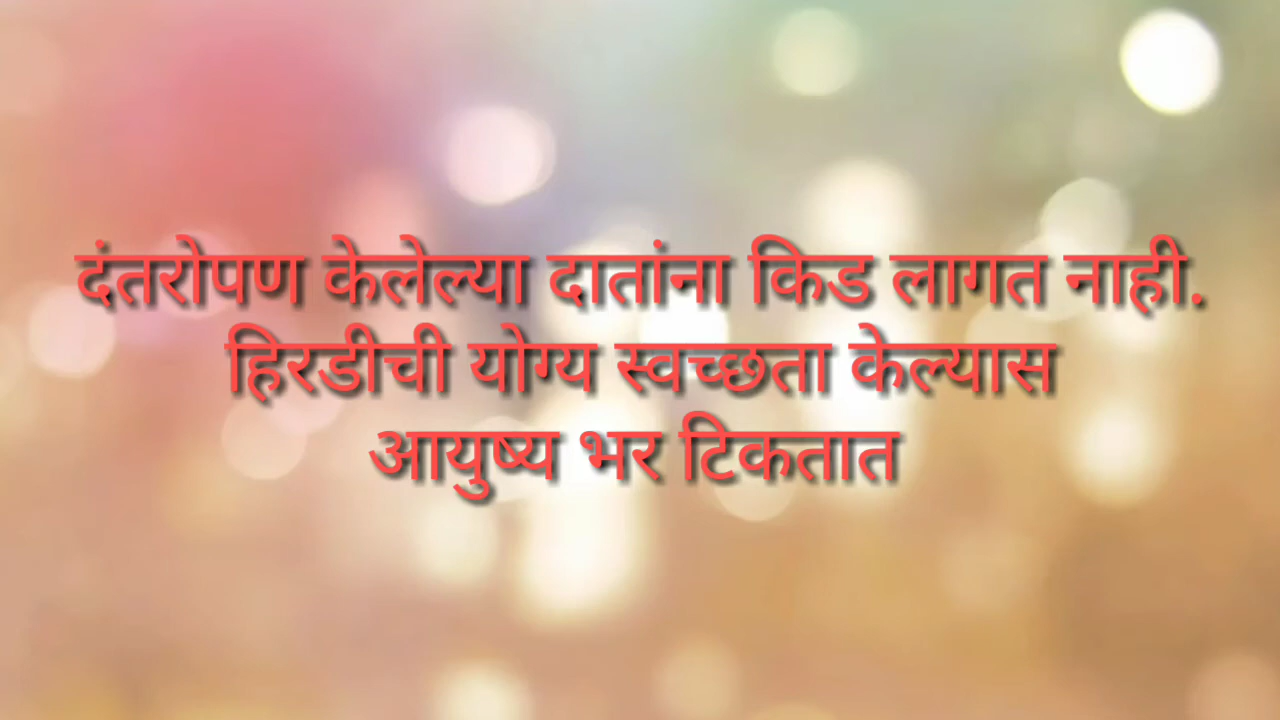 दंतरोपण केलेल्या दातांना किड लागत नाही.
हिरडीची योग्य स्वच्छता केल्यास
आयुष्य भर टिकतात